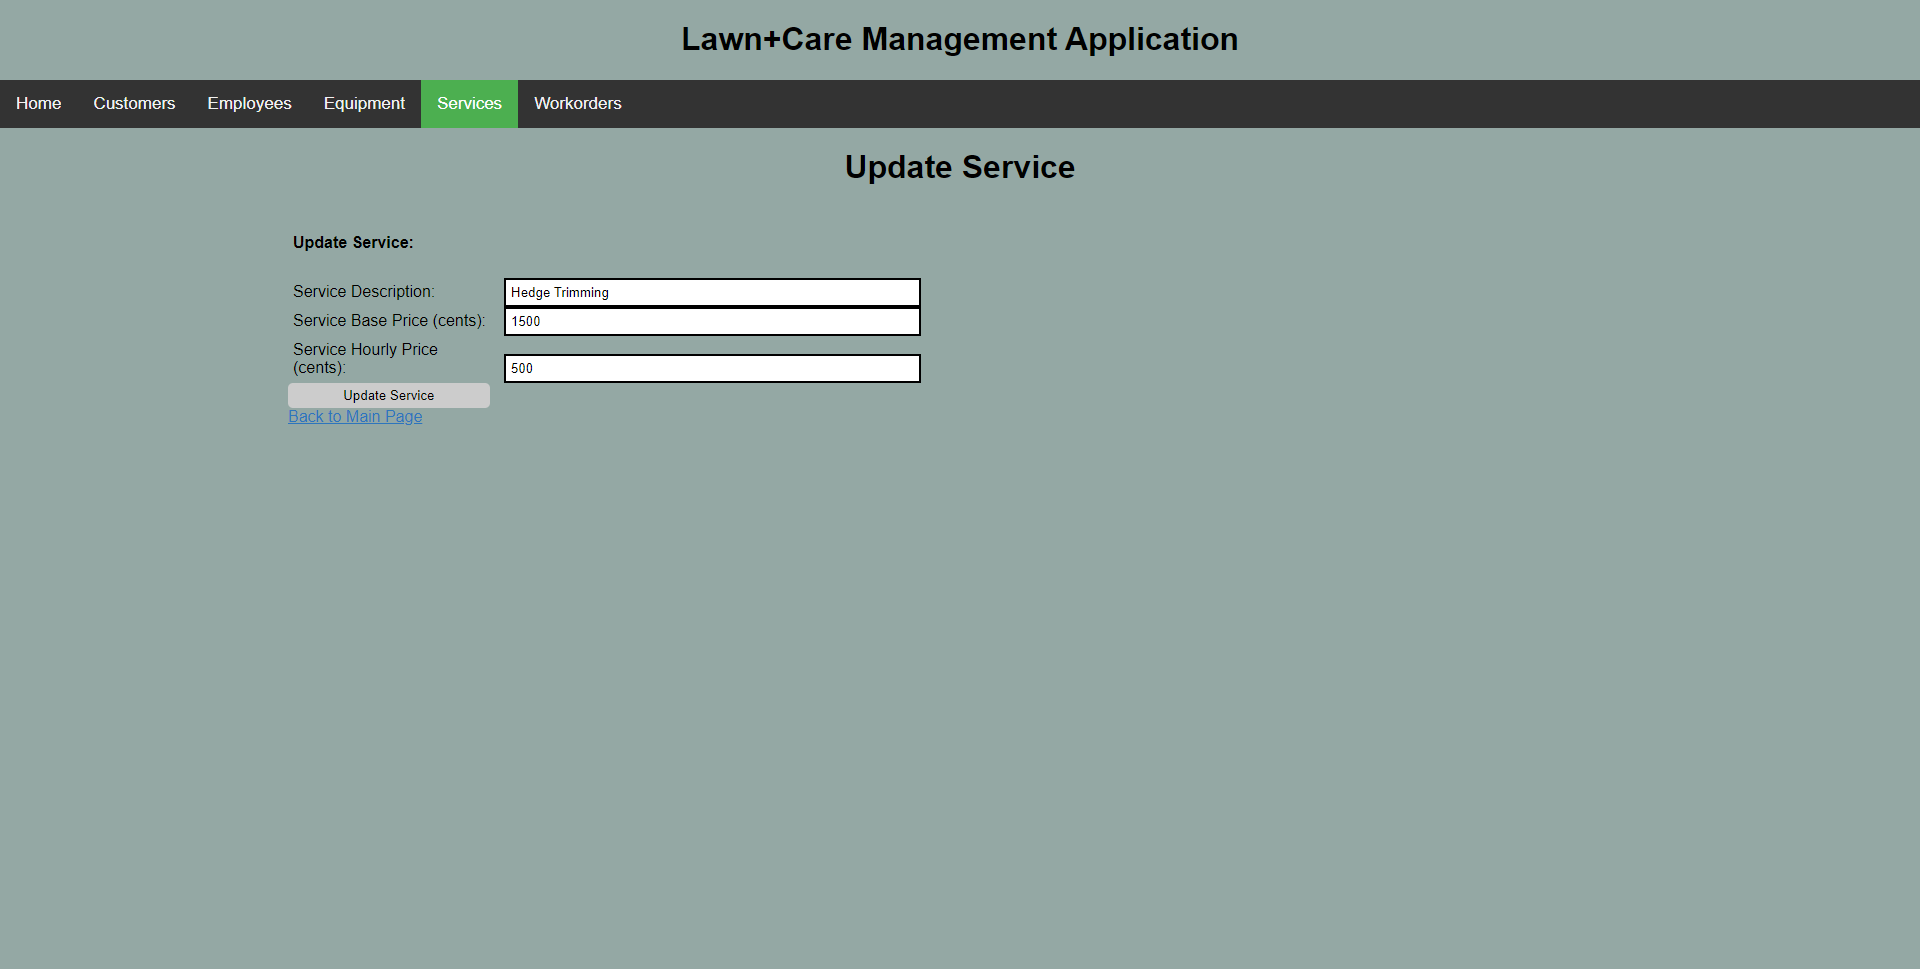 Lawn+Care Management Application
Home Customers Employees Equipment Services Workorders
Update Service
Update Service:
Service Description: Hedge Trimming
Service Base Price (cents): 1500
Service Hourly Price
(cents): 500
Update Service
Back to Main Page